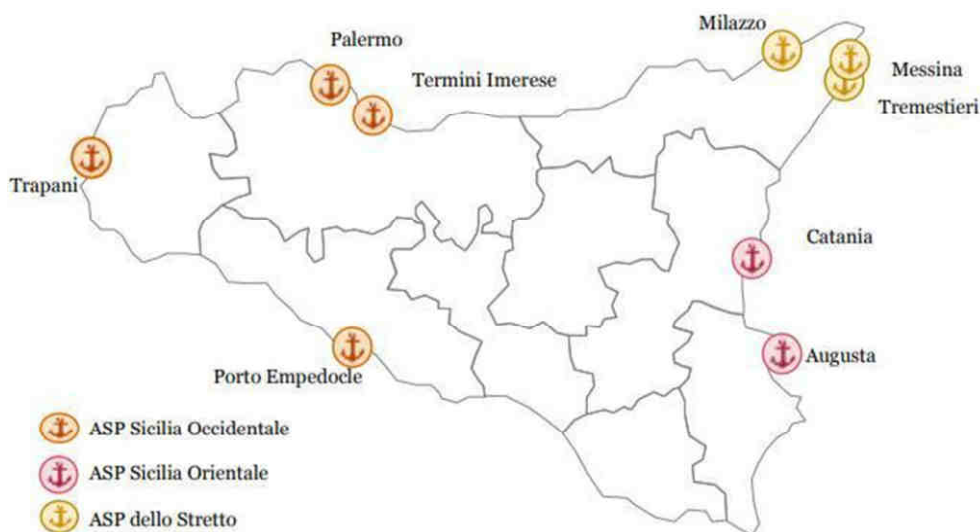 Milazzo
Palermo
Messina
Termini Imerese
Tremestieri
Trapani
Catania
Augusta
Porto Empedocle
ASP Sicilia Occidentale
ASP Sicilia Orientale
ASP dello Stretto